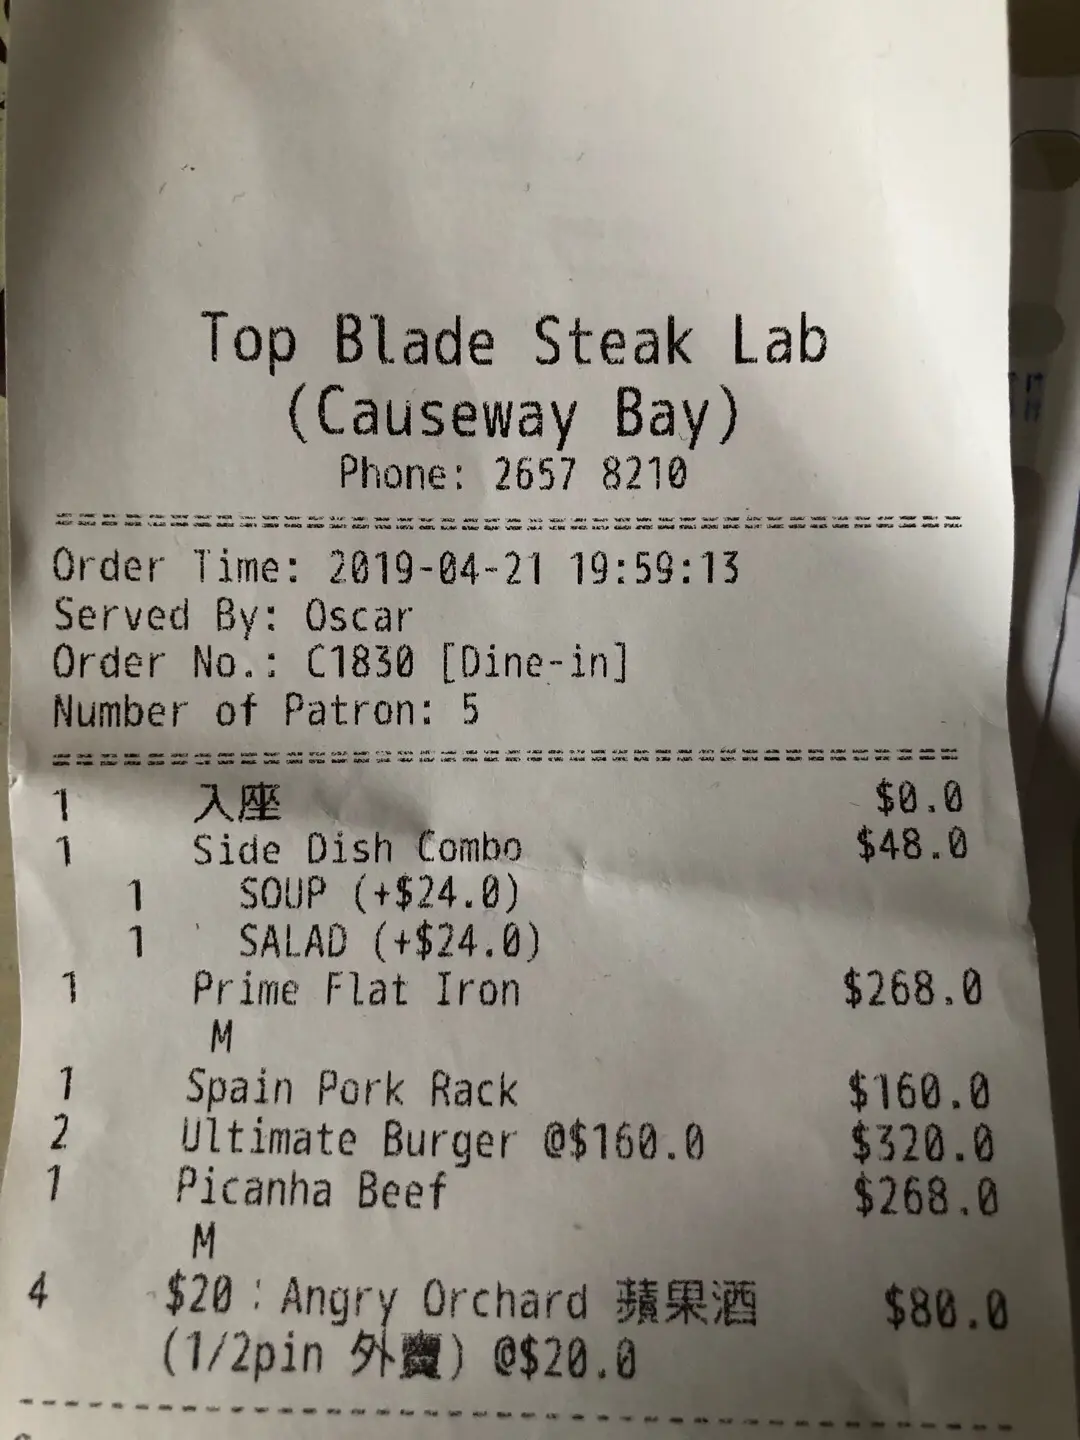 Top Blade Steak Lab
(Causeway Bay)
Phone: 2657 8210
Order Time: 2019-04-21 19:59:13
Served By: Oscar
Order No.: C1830 [Dine-in]
Number of Patron: 5
1 入座 $0.0
1 Side Dish Combo $48.0
1 SOUP (+$24.0)
1 SALAD (+$24.0)
1 Prime Flat Iron $268.0
M
1 Spain Pork Rack $160.0
2 Ultimate Burger @$160.0 $320.0
1 Picanha Beef $268.0
M
4 $20：Angry Orchard 蘋果酒 $80.0
(1/2pin 外賣) @$20.0